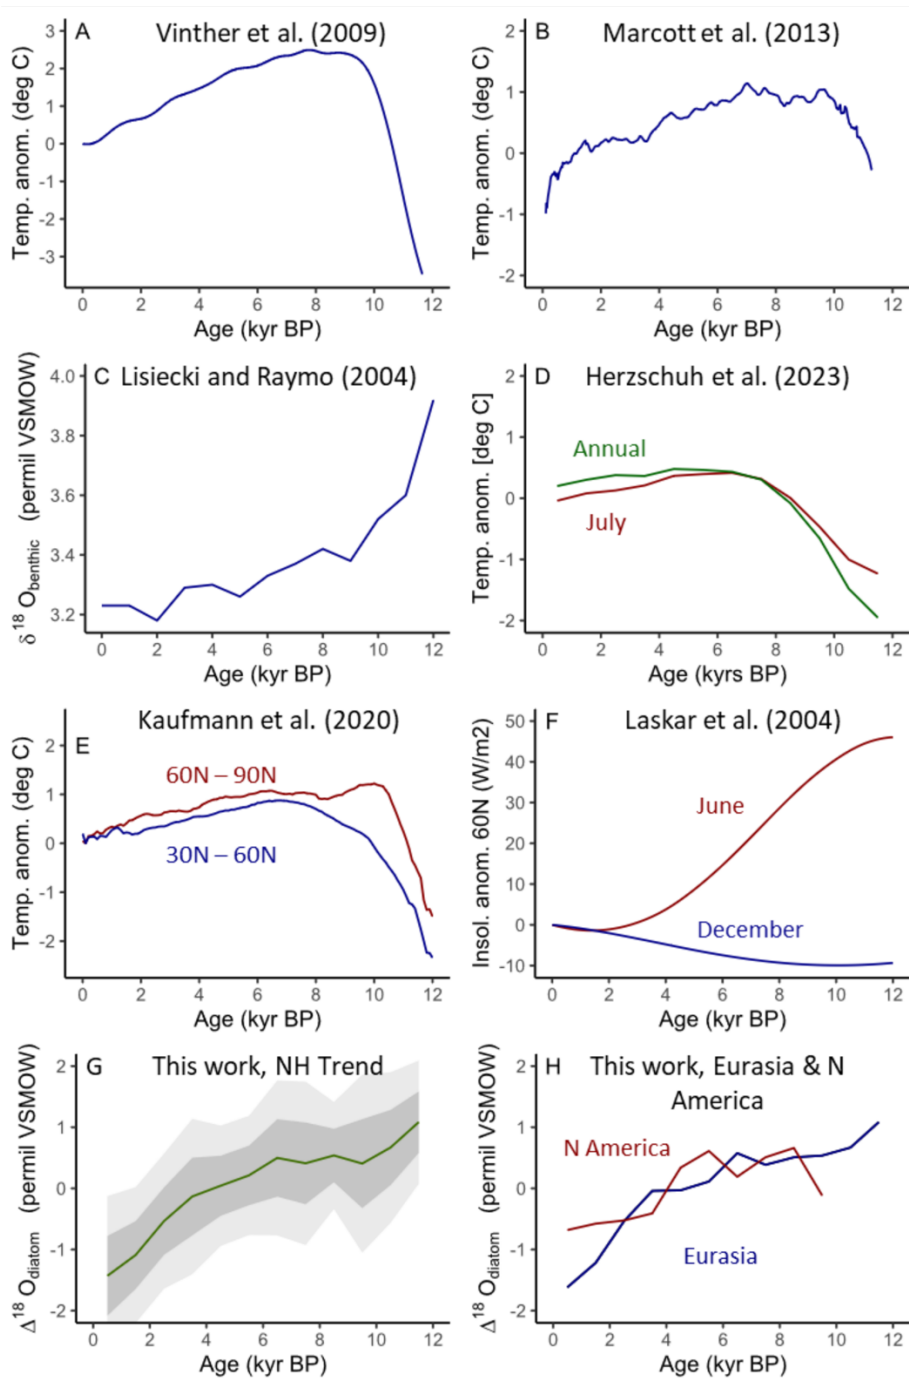 A Vinther et al. (2009)
Temp. anom. (deg C)
3
2
1
0
-1
-2
-3
0 2 4 6 8 10 12
Age (kyr BP)
B Marcott et al. (2013)
Temp. anom. (deg C)
2
1
0
-1
-2
0 2 4 6 8 10 12
Age (kyr BP)
C Lisiecki and Raymo (2004)
δ 18 O benthic (permil VSMOW)
4.0
3.8
3.6
3.4
3.2
0 2 4 6 8 10 12
Age (kyr BP)
D Herzschuh et al. (2023)
Temp. anom. [deg C]
2
1
0
-1
-2
Annual
July
0 2 4 6 8 10 12
Age (kyrs BP)
E Kaufmann et al. (2020)
Temp. anom. (deg C)
2
1
0
-1
-2
60N – 90N
30N – 60N
0 2 4 6 8 10 12
Age (kyr BP)
F Laskar et al. (2004)
Insol. anom. 60N (W/m2)
50
40
30
20
10
0
-10
June
December
0 2 4 6 8 10 12
Age (kyr BP)
G This work, NH Trend
Δ 18 O diatom (permil VSMOW)
2
1
0
-1
-2
0 2 4 6 8 10 12
Age (kyr BP)
H This work, Eurasia & N
America
Δ 18 O diatom (permil VSMOW)
2
1
0
-1
-2
N America
Eurasia
0 2 4 6 8 10 12
Age (kyr BP)